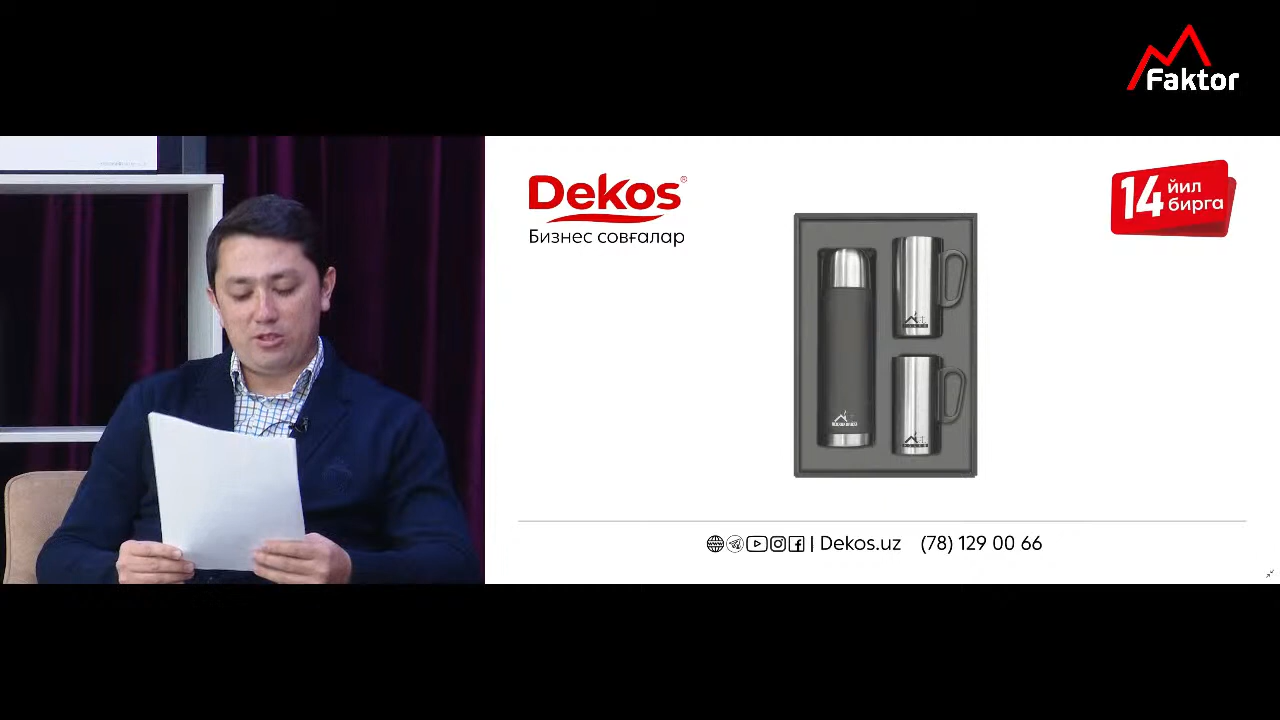 Faktor
Dekos®
Бизнес совғалар
14 йил
бирга
| Dekos.uz (78) 129 00 66